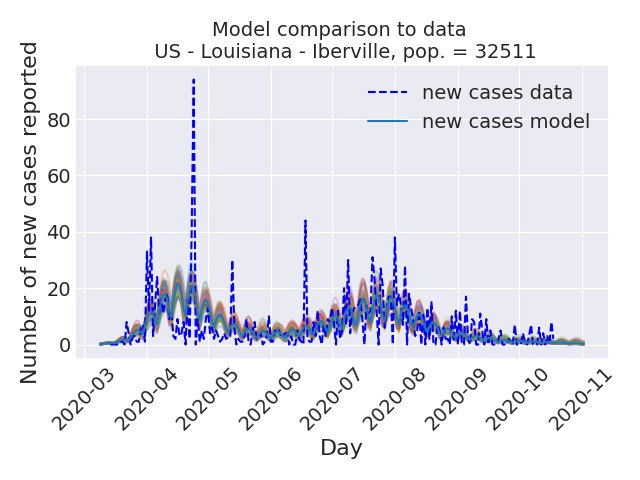 Model comparison to data
US - Louisiana - Iberville, pop. = 32511
Number of new cases reported
80
60
40
20
0
new cases data
new cases model
2020-03
2020-04
2020-05
2020-06
2020-07
2020-08
2020-09
2020-10
2020-11
Day